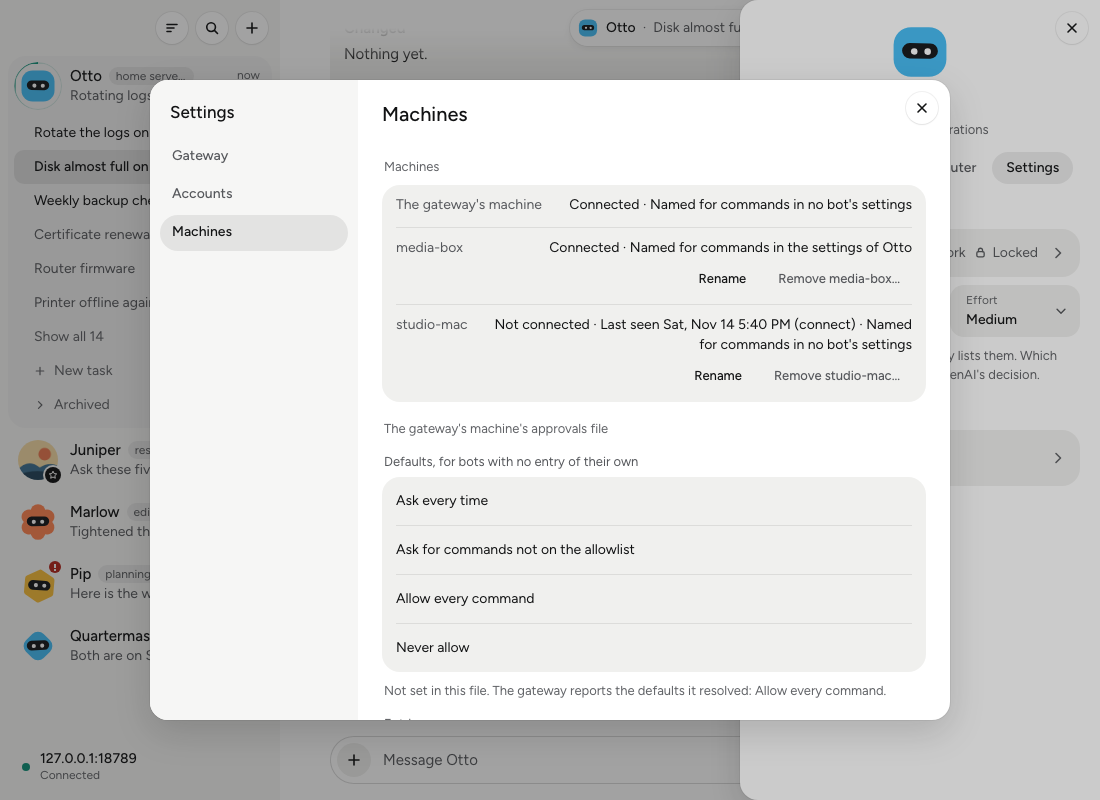 Otto · Disk almost fu
Nothing yet.
Otto home serve... now
Rotating logs
Rotate the logs on
Disk almost full on
Weekly backup che
Certificate renewa
Router firmware
Printer offline again
Show all 14
New task
Archived
Juniper res
Ask these fiv
Marlow edi
Tightened th
Pip planning
Here is the w
Quartermas
Both are on S
127.0.0.1:18789
Connected
Settings
Gateway
Accounts
Machines
Machines
Machines
The gateway's machine Connected · Named for commands in no bot's settings
media-box Connected · Named for commands in the settings of Otto
Rename Remove media-box...
studio-mac Not connected · Last seen Sat, Nov 14 5:40 PM (connect) · Named
for commands in no bot's settings
Rename Remove studio-mac...
The gateway's machine's approvals file
Defaults, for bots with no entry of their own
Ask every time
Ask for commands not on the allowlist
Allow every command
Never allow
Not set in this file. The gateway reports the defaults it resolved: Allow every command.
Message Otto
rations
uter Settings
ork Locked
Effort
Medium
y lists them. Which
enAI's decision.